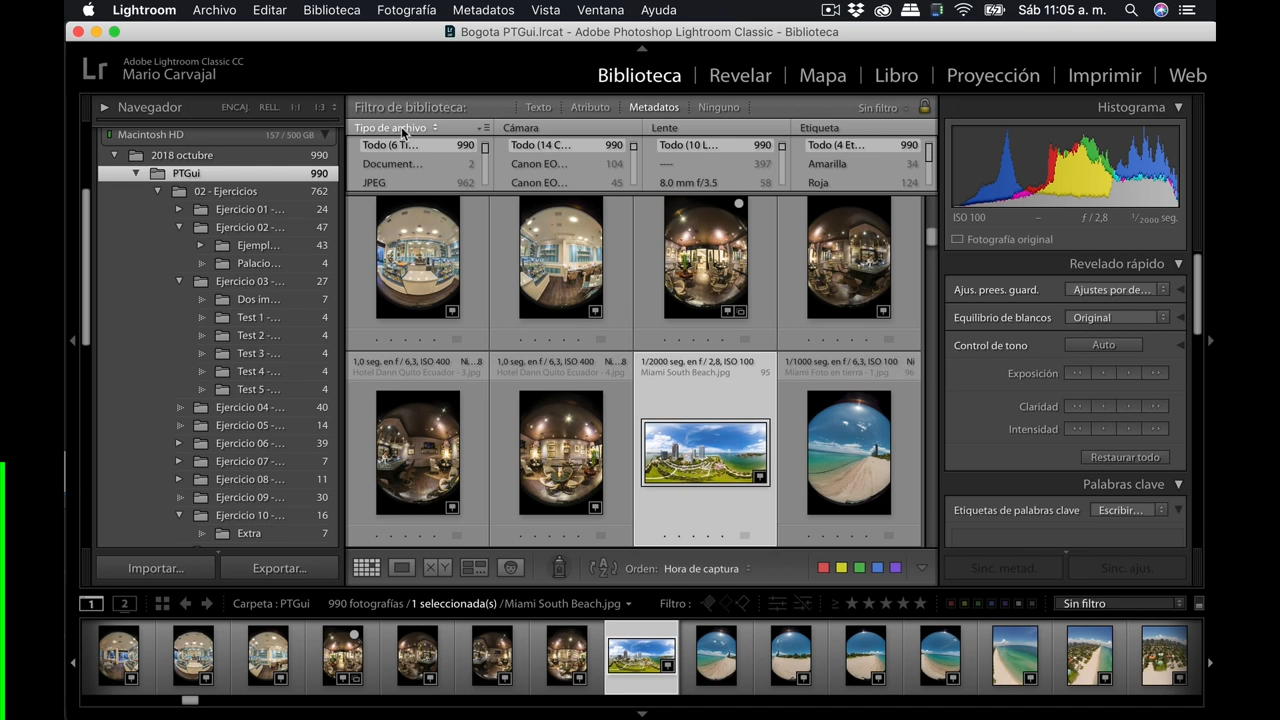 Lightroom Archivo Editar Biblioteca Fotografía Metadatos Vista Ventana Ayuda Sáb 11:05 a. m.
Bogota PTGui.lrcat - Adobe Photoshop Lightroom Classic - Biblioteca
Lr Adobe Lightroom Classic CC
Mario Carvajal
Biblioteca Revelar Mapa Libro Proyección Imprimir Web
Navegador ENCAJ. RELL. 1:1 1:3
Macintosh HD 157 / 500 GB
2018 octubre 990
PTGui 990
02 - Ejercicios 762
Ejercicio 01 -... 24
Ejercicio 02 -... 47
Ejempl... 43
Palacio... 4
Ejercicio 03 -... 27
Dos im... 7
Test 1 -... 4
Test 2 -... 4
Test 3 -... 4
Test 4 -... 4
Test 5 -... 4
Ejercicio 04 -... 40
Ejercicio 05 -... 14
Ejercicio 06 -... 39
Ejercicio 07 -... 7
Ejercicio 08 -... 11
Ejercicio 09 -... 30
Ejercicio 10 -... 16
Extra 7
Importar... Exportar...
Filtro de biblioteca: Texto Atributo Metadatos Ninguno Sin filtro
Tipo de archivo Cámara Lente Etiqueta
Todo (6 Ti... 990 Todo (14 C... 990 Todo (10 L... 990 Todo (4 Et... 990
Document... 2 Canon EO... 104 ---- 397 Amarilla 34
JPEG 962 Canon EO... 45 8.0 mm f/3.5 58 Roja 124
1,0 seg. en f / 6,3, ISO 400 Ni...8 1,0 seg. en f / 6,3, ISO 400 Ni...8 1/2000 seg. en f / 2,8, ISO 100 1/1000 seg. en f / 6,3, ISO 100 Ni
Hotel Dann Quito Ecuador - 3.jpg Hotel Dann Quito Ecuador - 4.jpg Miami South Beach.jpg 95 Miami Foto en tierra - 1.jpg 96
XY Orden: Hora de captura
Histograma
ISO 100 – ƒ / 2,8 1/2000 seg.
Fotografía original
Revelado rápido
Ajus. prees. guard. Ajustes por de...
Equilibrio de blancos Original
Control de tono Auto
Exposición
Claridad
Intensidad
Restaurar todo
Palabras clave
Etiquetas de palabras clave Escribir...
Sinc. metad. Sinc. ajus.
1 2 Carpeta : PTGui 990 fotografías / 1 seleccionada(s) / Miami South Beach.jpg Filtro : Sin filtro